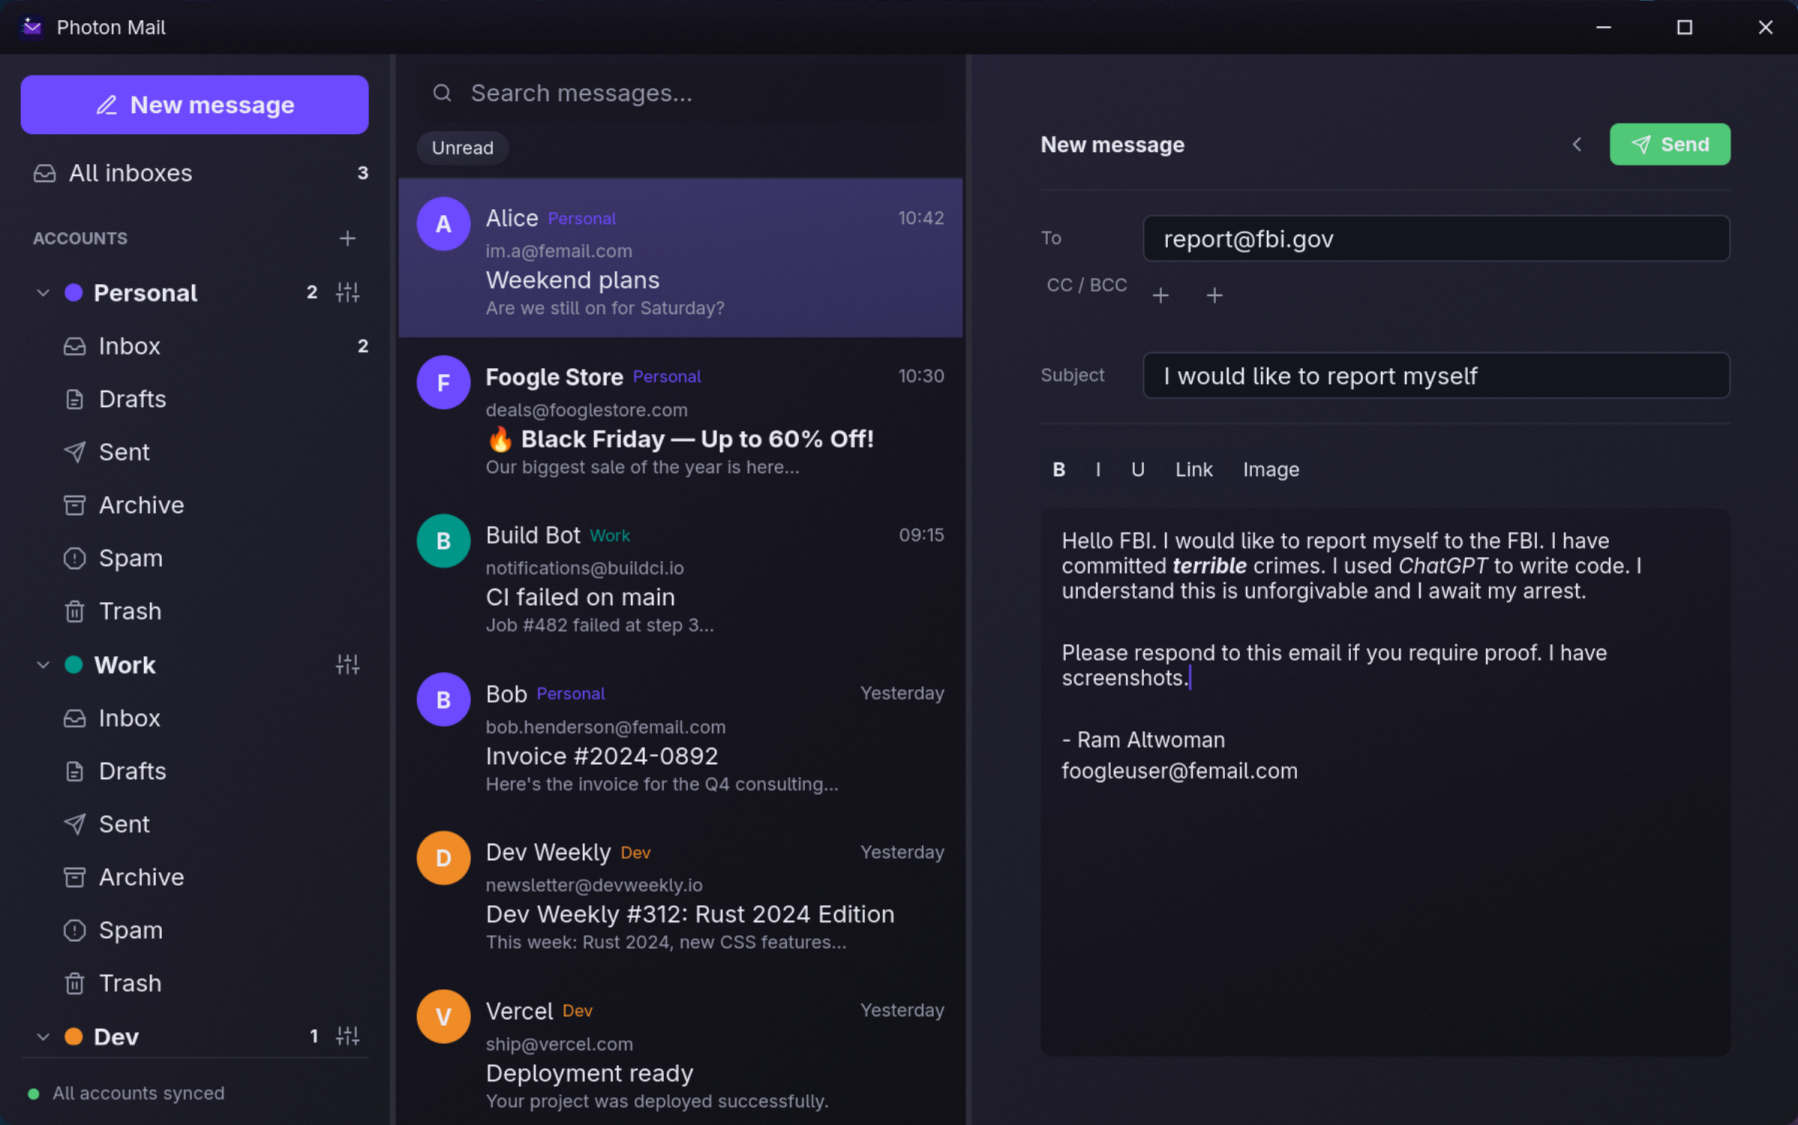 Photon Mail
New message
All inboxes 3
ACCOUNTS
Personal 2
Inbox 2
Drafts
Sent
Archive
Spam
Trash
Work
Inbox
Drafts
Sent
Archive
Spam
Trash
Dev 1
All accounts synced
Search messages...
Unread
A
Alice Personal 10:42
im.a@femail.com
Weekend plans
Are we still on for Saturday?
F
Foogle Store Personal 10:30
deals@fooglestore.com
🔥 Black Friday — Up to 60% Off!
Our biggest sale of the year is here...
B
Build Bot Work 09:15
notifications@buildci.io
CI failed on main
Job #482 failed at step 3...
B
Bob Personal Yesterday
bob.henderson@femail.com
Invoice #2024-0892
Here's the invoice for the Q4 consulting...
D
Dev Weekly Dev Yesterday
newsletter@devweekly.io
Dev Weekly #312: Rust 2024 Edition
This week: Rust 2024, new CSS features...
V
Vercel Dev Yesterday
ship@vercel.com
Deployment ready
Your project was deployed successfully.
New message
Send
To report@fbi.gov
CC / BCC
Subject I would like to report myself
B I U Link Image
Hello FBI. I would like to report myself to the FBI. I have
committed terrible crimes. I used ChatGPT to write code. I
understand this is unforgivable and I await my arrest.
Please respond to this email if you require proof. I have
screenshots.
- Ram Altwoman
foogleuser@femail.com